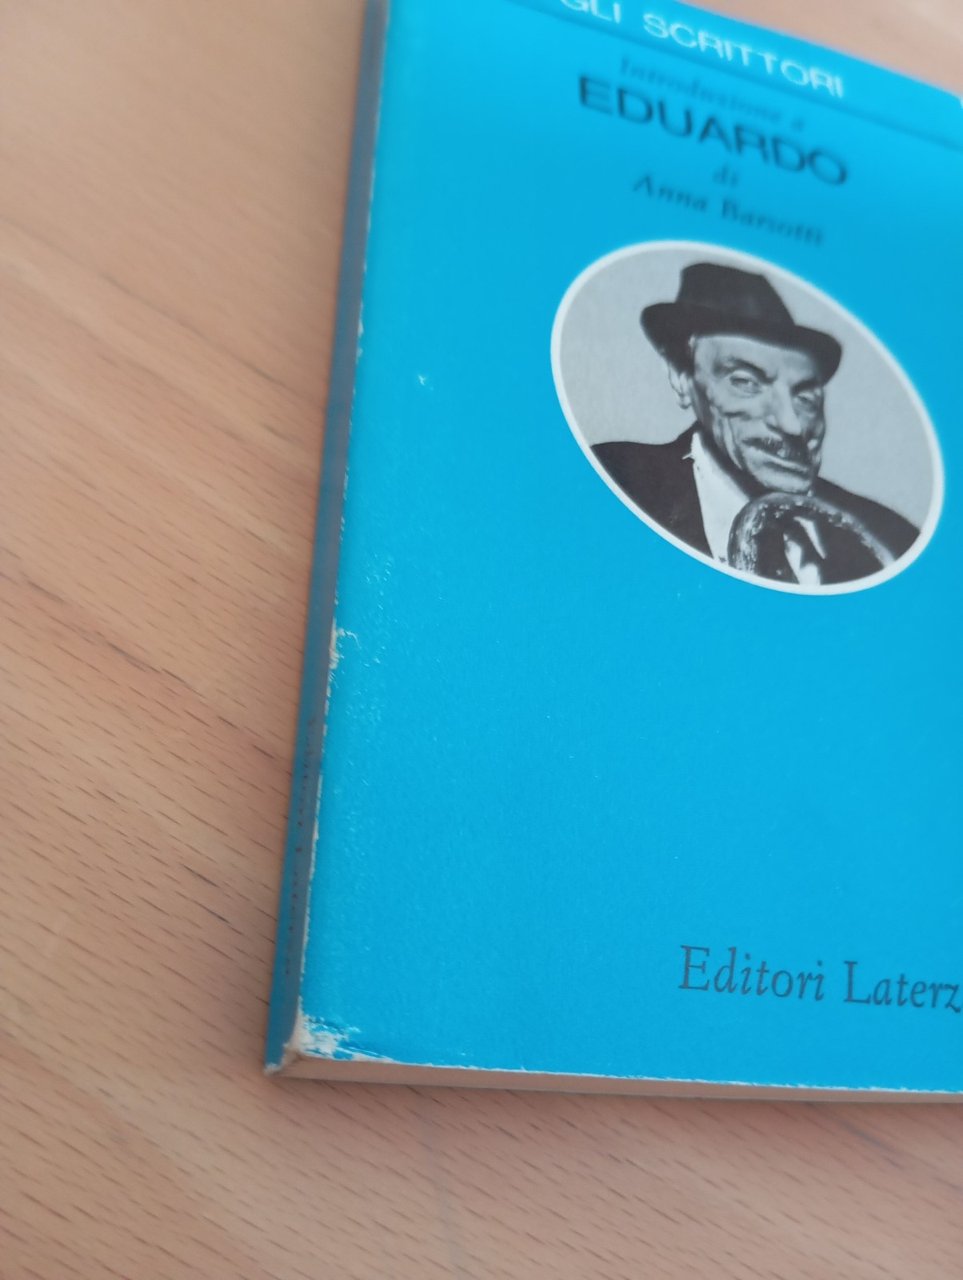 GLI SCRITTORI
Introduzione a
EDUARDO
di
Anna Barsotti
Editori Laterz